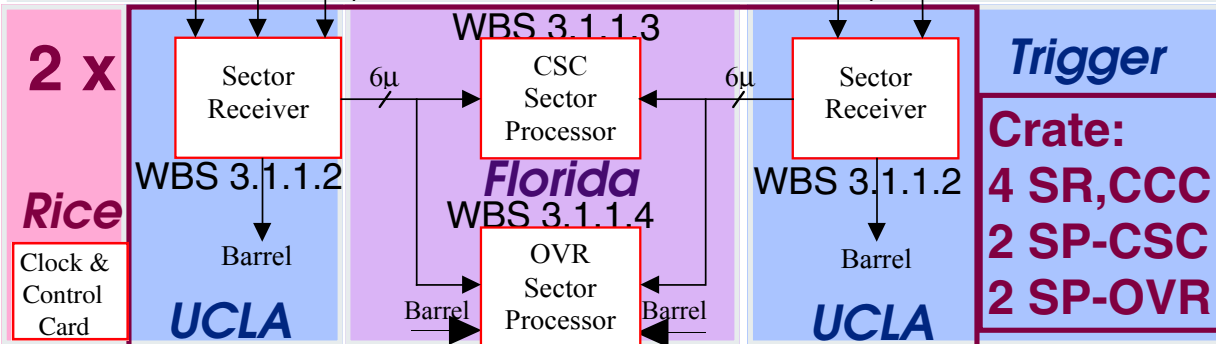 2 x
Rice
Clock &
Control
Card
Sector
Receiver
WBS 3.1.1.2
Barrel
UCLA
6μ
WBS 3.1.1.3
CSC
Sector
Processor
Florida
WBS 3.1.1.4
OVR
Sector
Processor
Barrel
Barrel
6μ
Sector
Receiver
WBS 3.1.1.2
Barrel
UCLA
Trigger
Crate:
4 SR,CCC
2 SP-CSC
2 SP-OVR